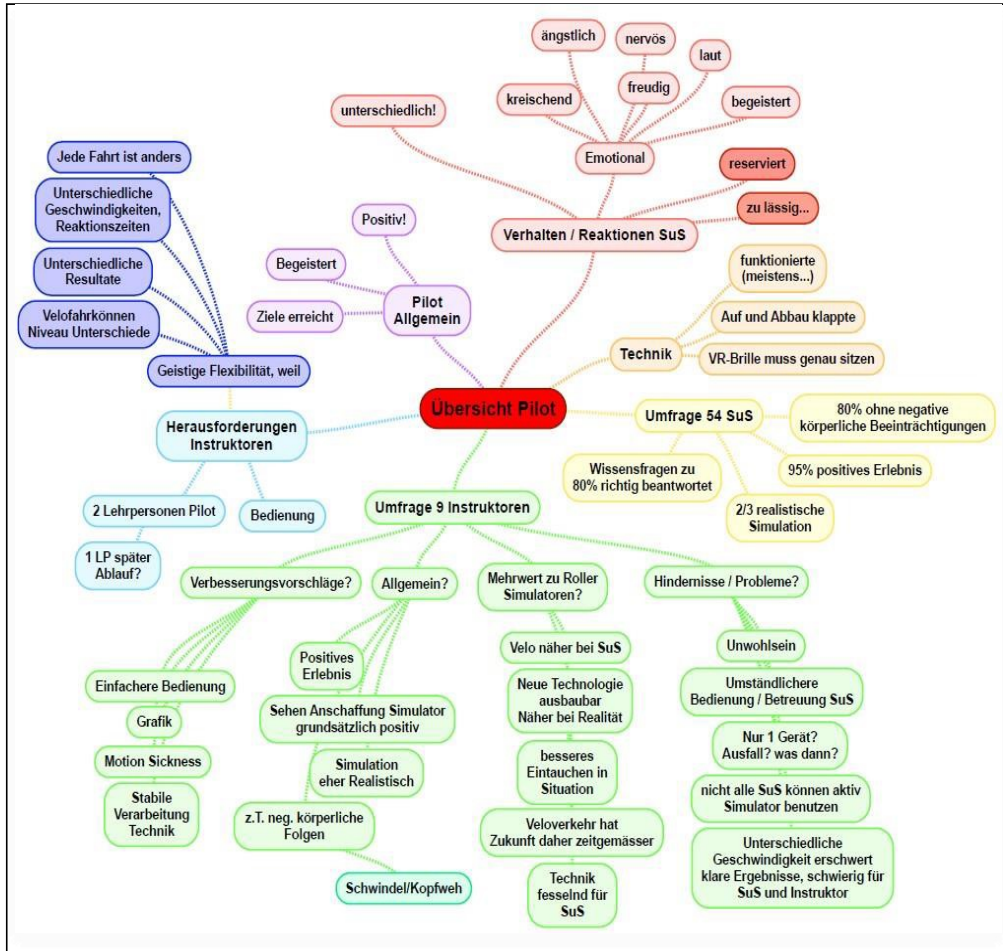 ängstlich
nervös
laut
kreischend
freudig
begeistert
unterschiedlich!
Emotional
reserviert
zu lässig...
Verhalten / Reaktionen SuS
Jede Fahrt ist anders
Unterschiedliche
Geschwindigkeiten,
Reaktionszeiten
Unterschiedliche
Resultate
Velofahrkönnen
Niveau Unterschiede
Geistige Flexibilität, weil
Positiv!
Begeistert
Ziele erreicht
Pilot
Allgemein
funktionierte
(meistens...)
Auf und Abbau klappte
Technik
VR-Brille muss genau sitzen
Übersicht Pilot
Herausforderungen
Instruktoren
2 Lehrpersonen Pilot
Bedienung
1 LP später
Ablauf?
Umfrage 54 SuS
80% ohne negative
körperliche Beeinträchtigungen
Wissensfragen zu
80% richtig beantwortet
95% positives Erlebnis
2/3 realistische
Simulation
Umfrage 9 Instruktoren
Verbesserungsvorschläge?
Einfachere Bedienung
Grafik
Motion Sickness
Stabile
Verarbeitung
Technik
Allgemein?
Positives
Erlebnis
Sehen Anschaffung Simulator
grundsätzlich positiv
Simulation
eher Realistisch
z.T. neg. körperliche
Folgen
Schwindel/Kopfweh
Mehrwert zu Roller
Simulatoren?
Velo näher bei SuS
Neue Technologie
ausbaubar
Näher bei Realität
besseres
Eintauchen in
Situation
Veloverkehr hat
Zukunft daher zeitgemässer
Technik
fesselnd für
SuS
Hindernisse / Probleme?
Unwohlsein
Umständlichere
Bedienung / Betreuung SuS
Nur 1 Gerät?
Ausfall? was dann?
nicht alle SuS können aktiv
Simulator benutzen
Unterschiedliche
Geschwindigkeit erschwert
klare Ergebnisse, schwierig für
SuS und Instruktor